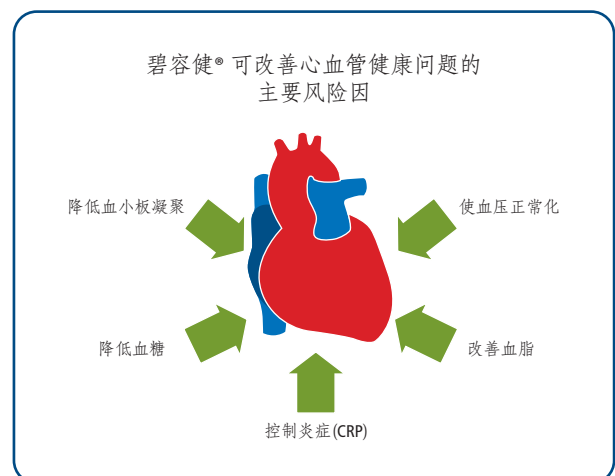 碧容健® 可改善心血管健康问题的
主要风险因
降低血小板凝聚
使血压正常化
降低血糖
改善血脂
控制炎症(CRP)